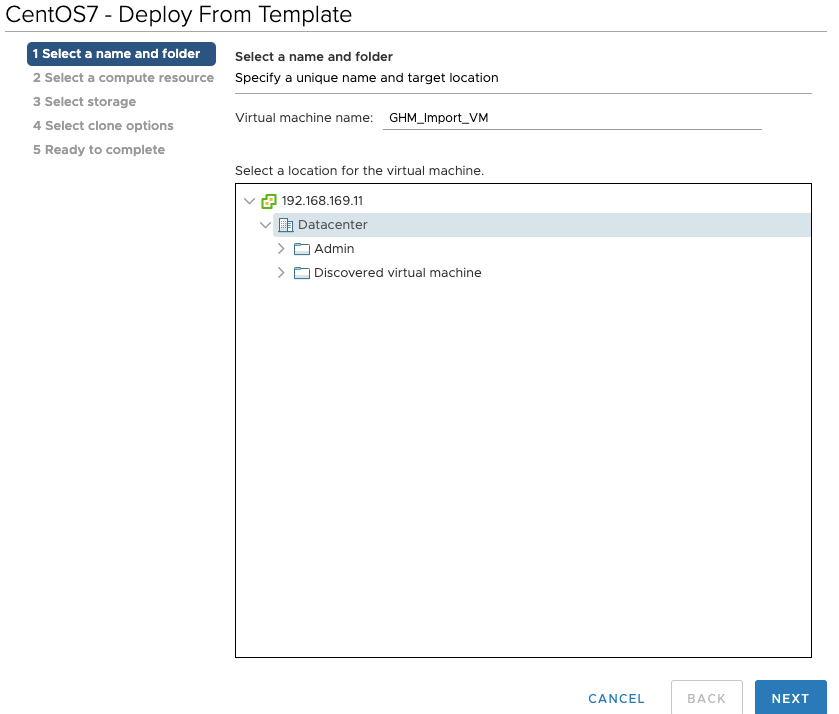 CentOS7 - Deploy From Template
1 Select a name and folder
2 Select a compute resource
3 Select storage
4 Select clone options
5 Ready to complete
Select a name and folder
Specify a unique name and target location
Virtual machine name: GHM_Import_VM
Select a location for the virtual machine.
192.168.169.11
Datacenter
Admin
Discovered virtual machine
CANCEL BACK NEXT